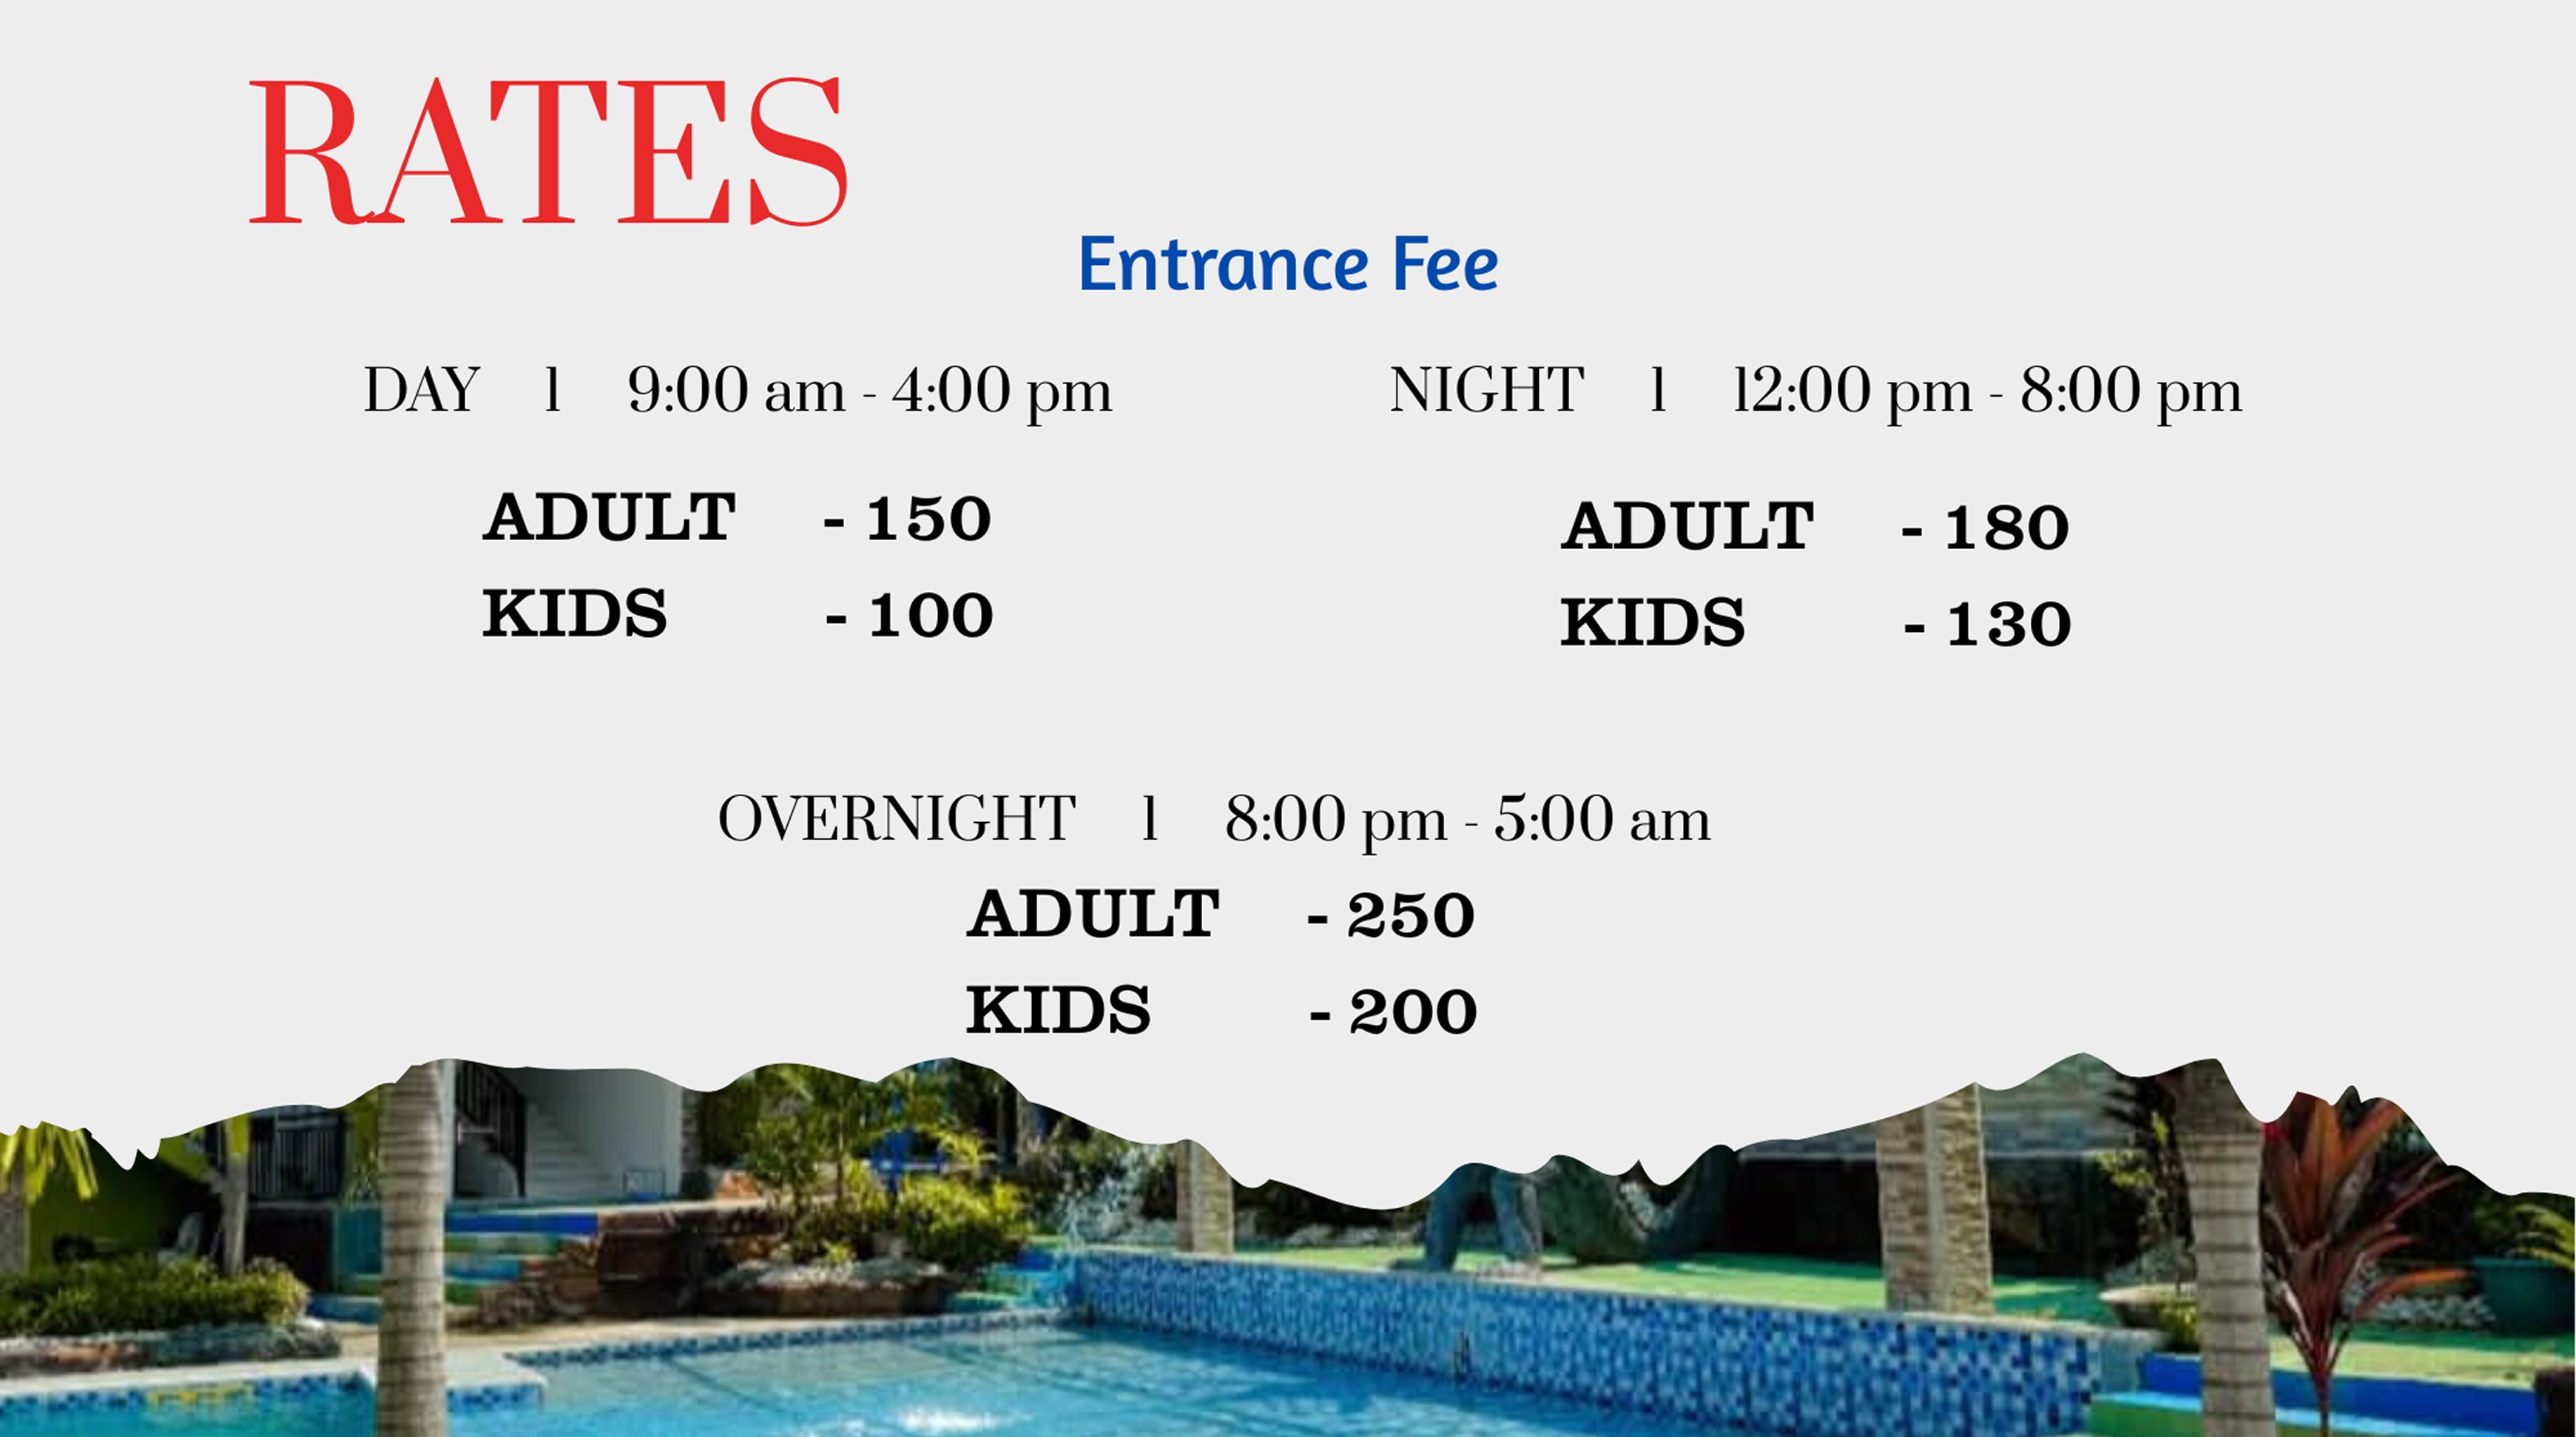 RATES
Entrance Fee
DAY l 9:00 am - 4:00 pm
ADULT - 150
KIDS - 100
NIGHT l 12:00 pm - 8:00 pm
ADULT - 180
KIDS - 130
OVERNIGHT l 8:00 pm - 5:00 am
ADULT - 250
KIDS - 200